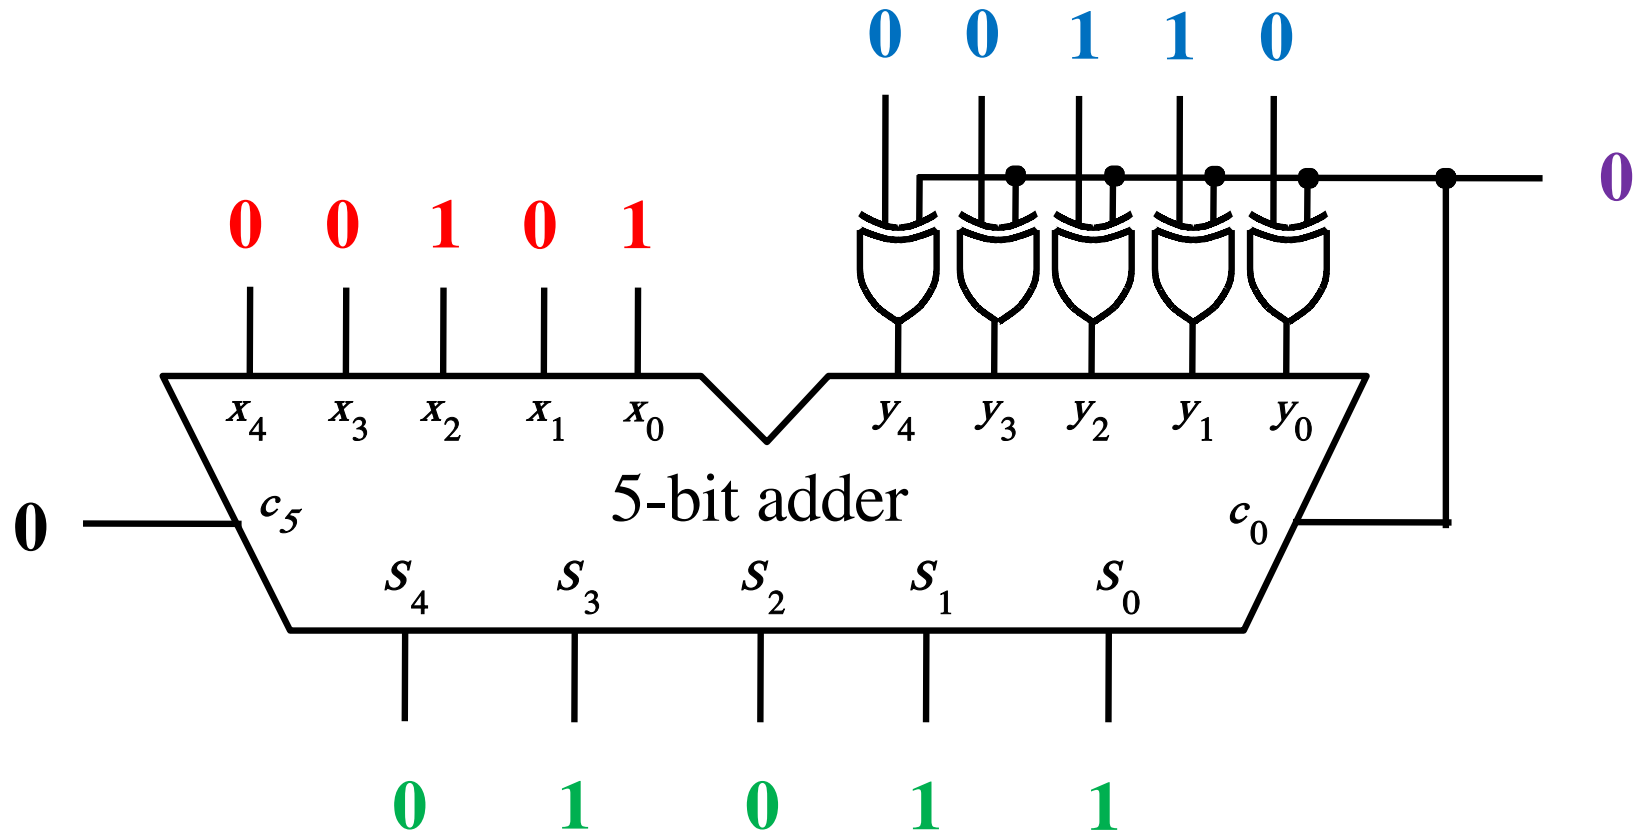 0 0 1 1 0
0
0 0 1 0 1
x4 x3 x2 x1 x0 y4 y3 y2 y1 y0
5-bit adder
0 c5 c0
S4 S3 S2 S1 S0
0 1 0 1 1